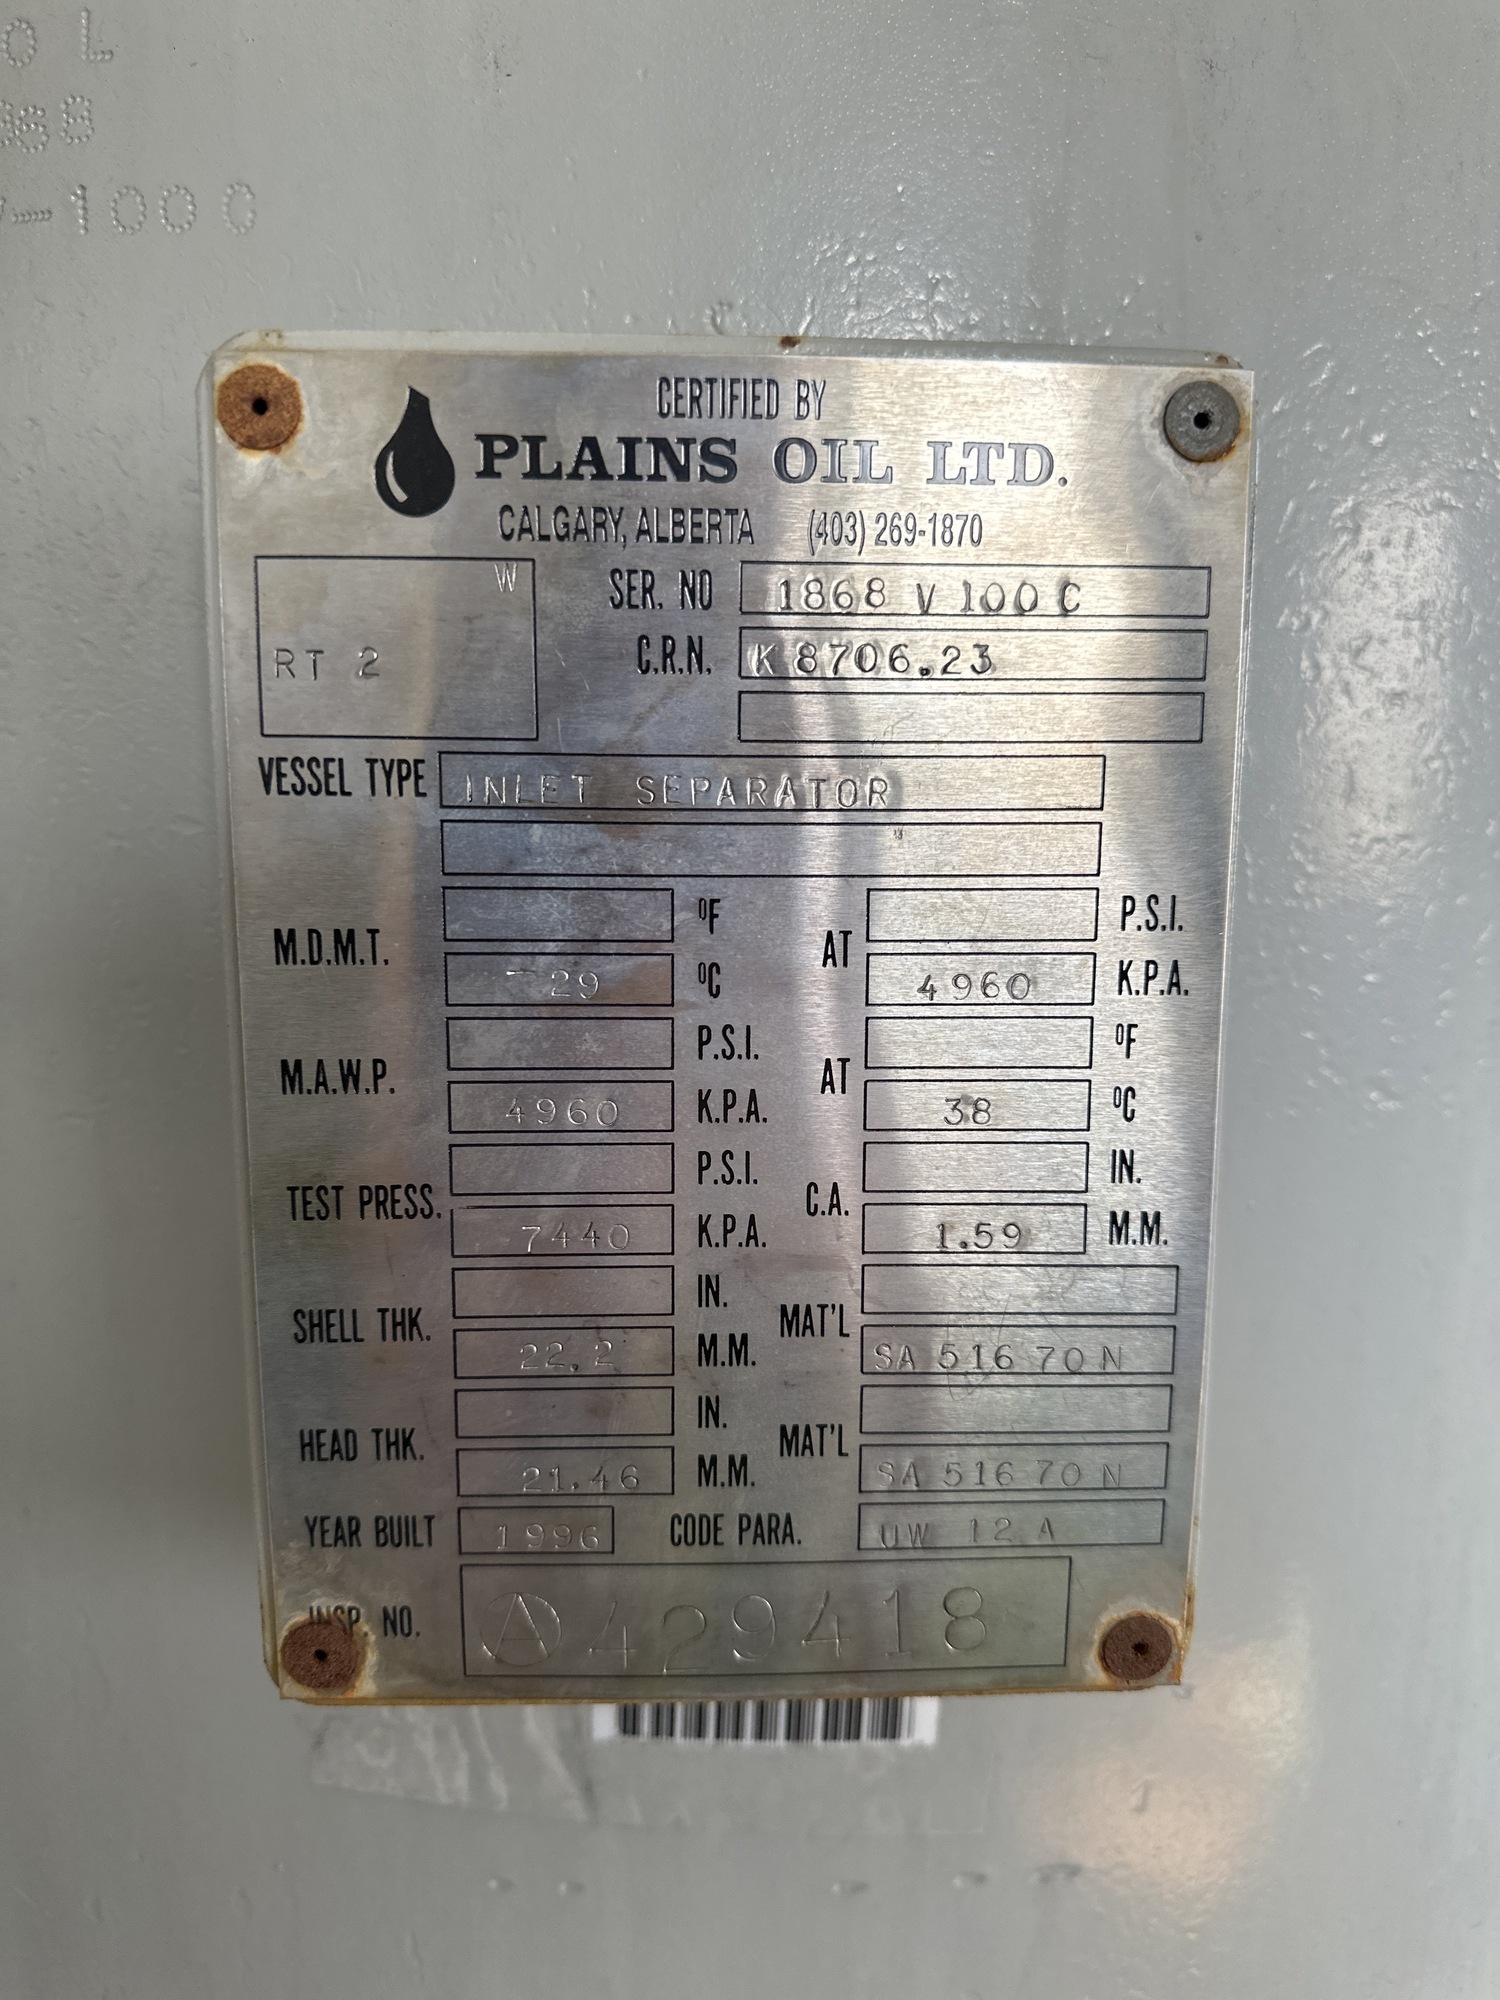 0 L
868
-100 C
CERTIFIED BY
PLAINS OIL LTD.
CALGARY, ALBERTA (403) 269-1870
W
RT 2
SER. NO 1868 V 100 C
C.R.N. K 8706.23
VESSEL TYPE INLET SEPARATOR
M.D.M.T. °F AT P.S.I.
-29 °C 4960 K.P.A.
M.A.W.P. P.S.I. AT °F
4960 K.P.A. 38 °C
TEST PRESS. P.S.I. C.A. IN.
7440 K.P.A. 1.59 M.M.
SHELL THK. IN. MAT'L
22.2 M.M. SA 516 70 N
HEAD THK. IN. MAT'L
21.46 M.M. SA 516 70 N
YEAR BUILT 1996 CODE PARA. UW 12 A
INSP. NO. A 429418